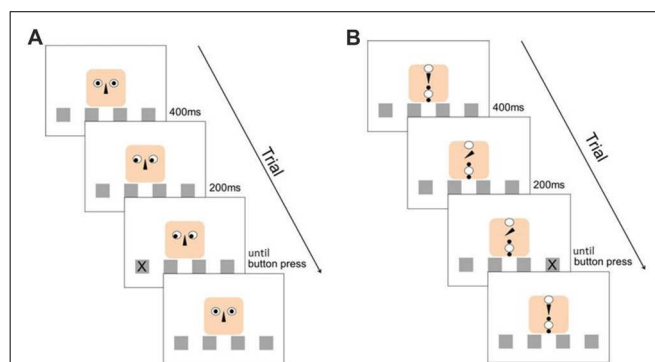 A
400ms
200ms
X
until
button press
Trial
B
400ms
200ms
X
until
button press
Trial